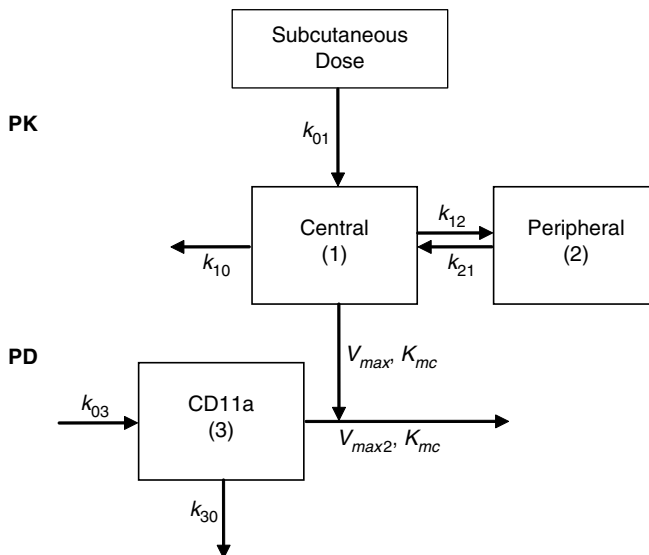 Subcutaneous
Dose
PK
k01
Central
(1)
k12
k21
Peripheral
(2)
k10
Vmax, Kmc
PD
k03
CD11a
(3)
Vmax2, Kmc
k30